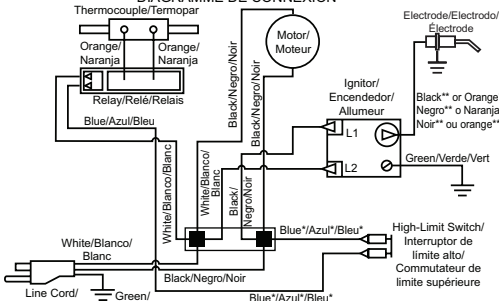 DIAGRAMME DE CONNEXION
Thermocouple/Termopar
Orange/
Naranja
Orange/
Naranja
Relay/Relé/Relais
Blue/Azul/Bleu
White/Blanco/Blanc
White/Blanco/
Blanc
Black/Negro/Noir
Black/Negro/Noir
Motor/
Moteur
Black/
Negro/Noir
Ignitor/
Encendedor/
Allumeur
L1
L2
Electrode/Electrodo/
Électrode
Black** or Orange
Negro** o Naranja
Noir** ou orange**
Green/Verde/Vert
Blue*/Azul*/Bleu*
High-Limit Switch/
Interruptor de
límite alto/
Commutateur de
limite supérieure
White/Blanco/
Blanc
Black/Negro/Noir
Line Cord/
Green/
Blue*/Azul*/Bleu*